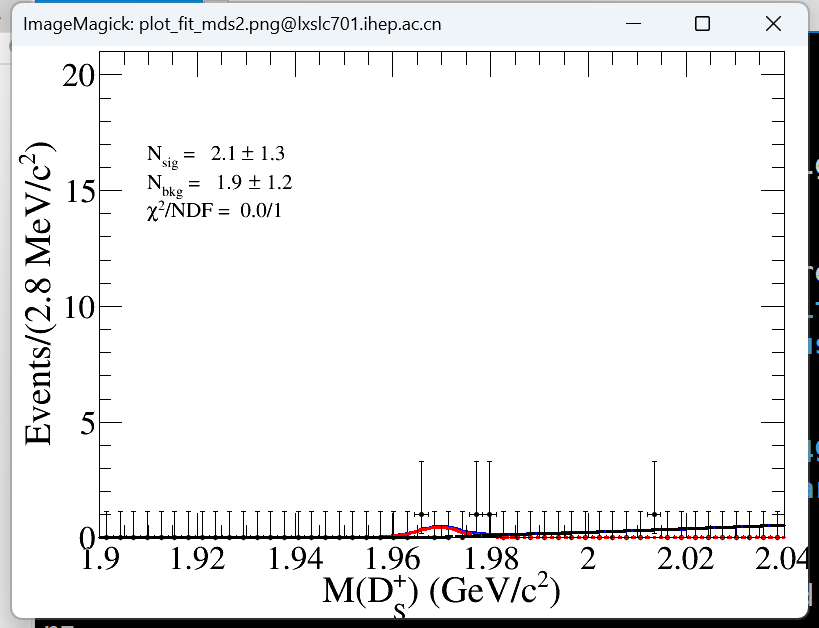 ImageMagick: plot_fit_mds2.png@lxslc701.ihep.ac.cn
20
15
10
5
0
Events/(2.8 MeV/c²)
N_sig = 2.1 ± 1.3
N_bkg = 1.9 ± 1.2
χ²/NDF = 0.0/1
1.9 1.92 1.94 1.96 1.98 2 2.02 2.04
M(D_S^+) (GeV/c²)